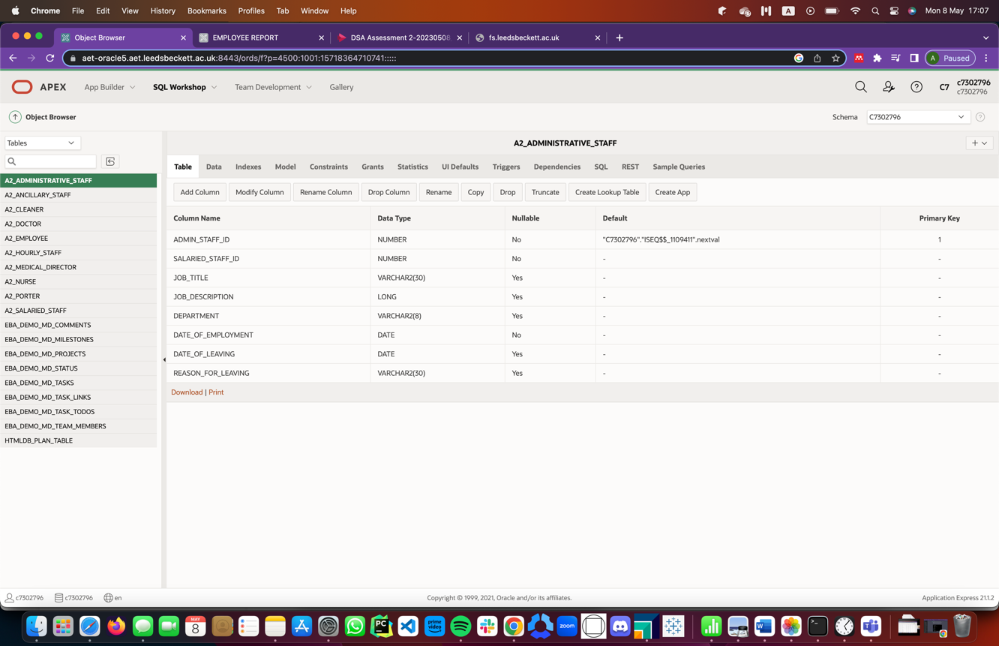 Chrome File Edit View History Bookmarks Profiles Tab Window Help A Mon 8 May 17:07
Object Browser EMPLOYEE REPORT DSA Assessment 2-20230508 fs.leedsbeckett.ac.uk
aet-oracle5.aet.leedsbeckett.ac.uk:8443/ords/f?p=4500:1001:15718364710741::::: A Paused
APEX App Builder SQL Workshop Team Development Gallery C7 c7302796
c7302796
Object Browser Schema C7302796
Tables A2_ADMINISTRATIVE_STAFF
Table Data Indexes Model Constraints Grants Statistics UI Defaults Triggers Dependencies SQL REST Sample Queries
Add Column Modify Column Rename Column Drop Column Rename Copy Drop Truncate Create Lookup Table Create App
A2_ADMINISTRATIVE_STAFF
A2_ANCILLARY_STAFF
A2_CLEANER
A2_DOCTOR
A2_EMPLOYEE
A2_HOURLY_STAFF
A2_MEDICAL_DIRECTOR
A2_NURSE
A2_PORTER
A2_SALARIED_STAFF
EBA_DEMO_MD_COMMENTS
EBA_DEMO_MD_MILESTONES
EBA_DEMO_MD_PROJECTS
EBA_DEMO_MD_STATUS
EBA_DEMO_MD_TASKS
EBA_DEMO_MD_TASK_LINKS
EBA_DEMO_MD_TASK_TODOS
EBA_DEMO_MD_TEAM_MEMBERS
HTMLDB_PLAN_TABLE
Column Name Data Type Nullable Default Primary Key
ADMIN_STAFF_ID NUMBER No "C7302796"."ISEQ$$_1109411".nextval 1
SALARIED_STAFF_ID NUMBER No - -
JOB_TITLE VARCHAR2(30) Yes - -
JOB_DESCRIPTION LONG Yes - -
DEPARTMENT VARCHAR2(8) Yes - -
DATE_OF_EMPLOYMENT DATE No - -
DATE_OF_LEAVING DATE Yes - -
REASON_FOR_LEAVING VARCHAR2(30) Yes - -
Download | Print
c7302796 c7302796 en Copyright © 1999, 2021, Oracle and/or its affiliates. Application Express 21.1.2
MAY
8
PC
prime video
zoom
W